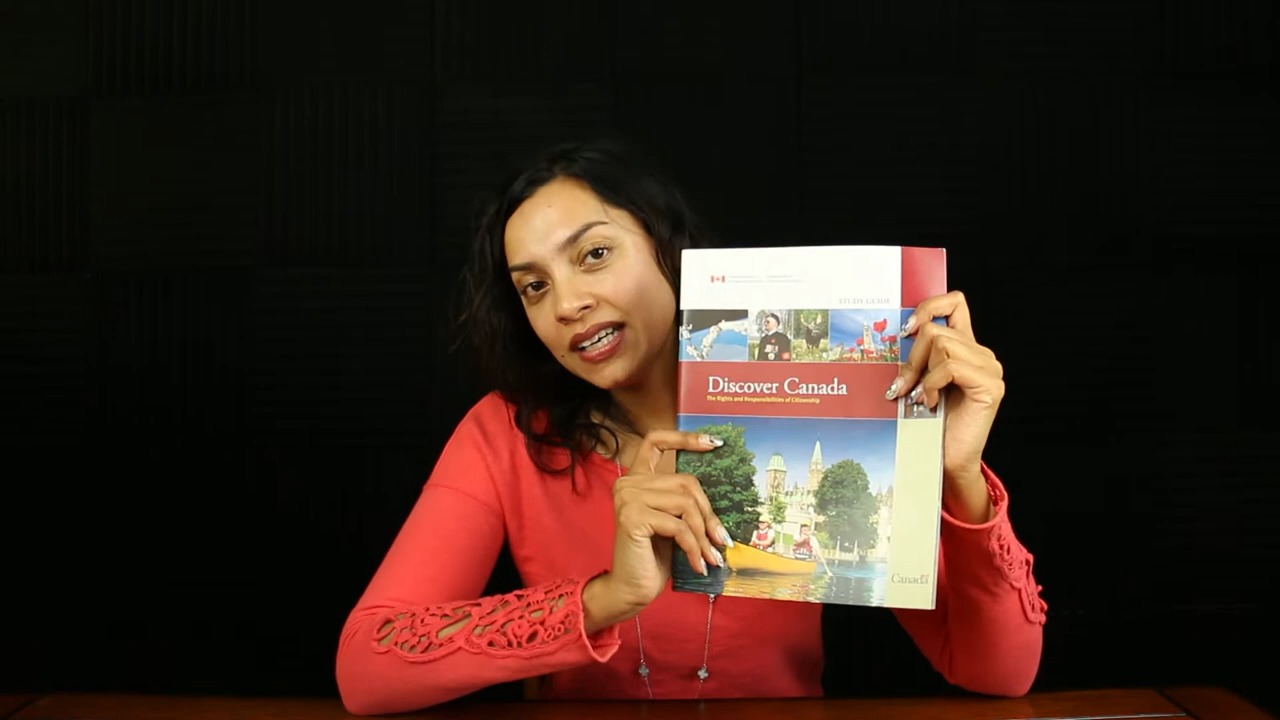 STUDY GUIDE
Discover Canada
The Rights and Responsibilities of Citizenship
Canada